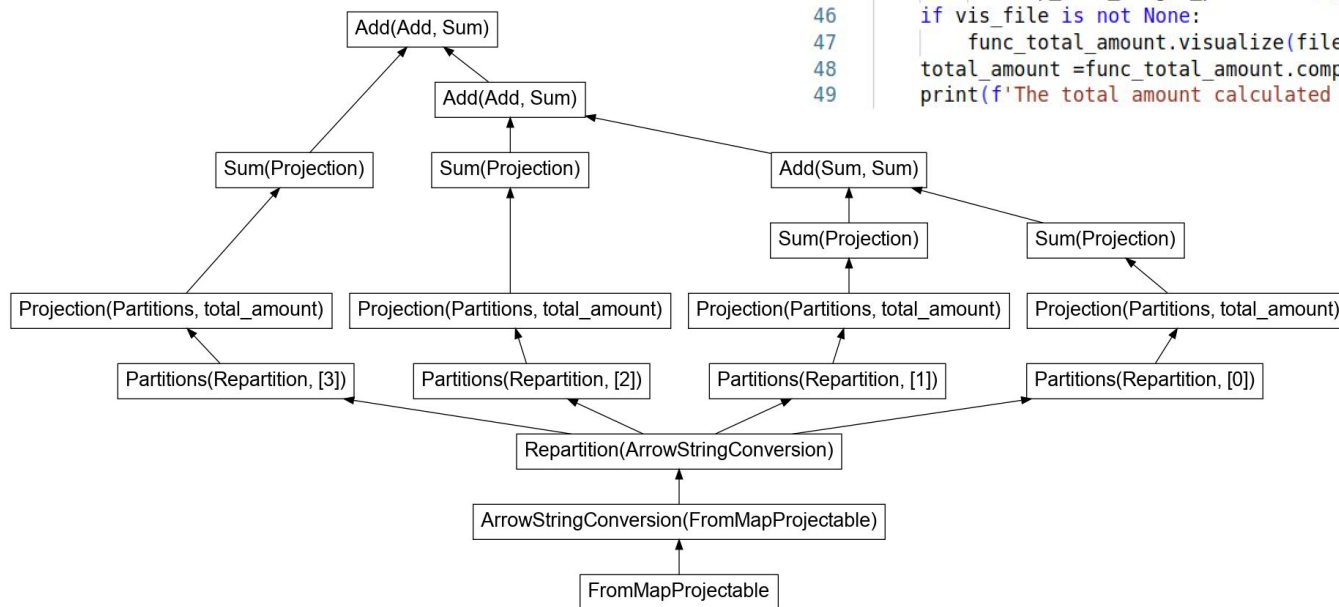 Add(Add, Sum)
46 if vis_file is not None:
47 func_total_amount.visualize(file
48 total_amount =func_total_amount.comp
49 print(f'The total amount calculated
Add(Add, Sum)
Sum(Projection) Sum(Projection) Add(Sum, Sum)
Sum(Projection) Sum(Projection)
Projection(Partitions, total_amount) Projection(Partitions, total_amount) Projection(Partitions, total_amount) Projection(Partitions, total_amount)
Partitions(Repartition, [3]) Partitions(Repartition, [2]) Partitions(Repartition, [1]) Partitions(Repartition, [0])
Repartition(ArrowStringConversion)
ArrowStringConversion(FromMapProjectable)
FromMapProjectable